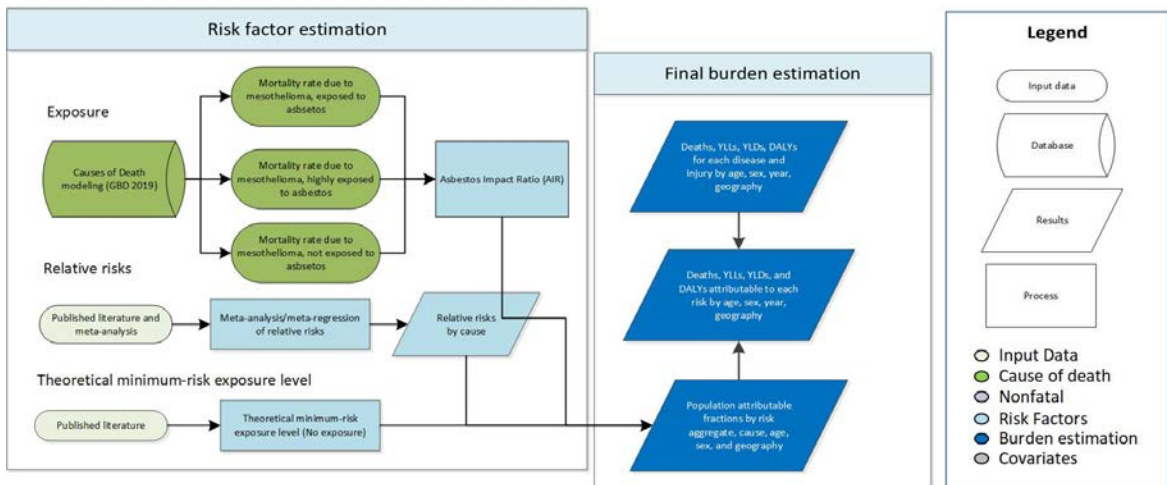 Risk factor estimation
Exposure
Causes of Death
modeling (GBD 2019)
Mortality rate due to
mesothelioma, exposed to
asbsetos
Mortality rate due to
mesothelioma, highly exposed
to asbestos
Mortality rate due to
mesothelioma, not exposed to
asbsetos
Asbestos Impact Ratio (AIR)
Relative risks
Published literature and
meta-analysis
Meta-analysis/meta-regression
of relative risks
Relative risks
by cause
Theoretical minimum-risk exposure level
Published literature
Theoretical minimum-risk
exposure level (No exposure)
Final burden estimation
Deaths, YLLs, YLDs, DALYs
for each disease and
injury by age, sex, year,
geography
Deaths, YLLs, YLDs, and
DALYs attributable to each
risk by age, sex, year,
geography
Population attributable
fractions by risk
aggregate, cause, age,
sex, and geography
Legend
Input data
Database
Results
Process
Input Data
Cause of death
Nonfatal
Risk Factors
Burden estimation
Covariates